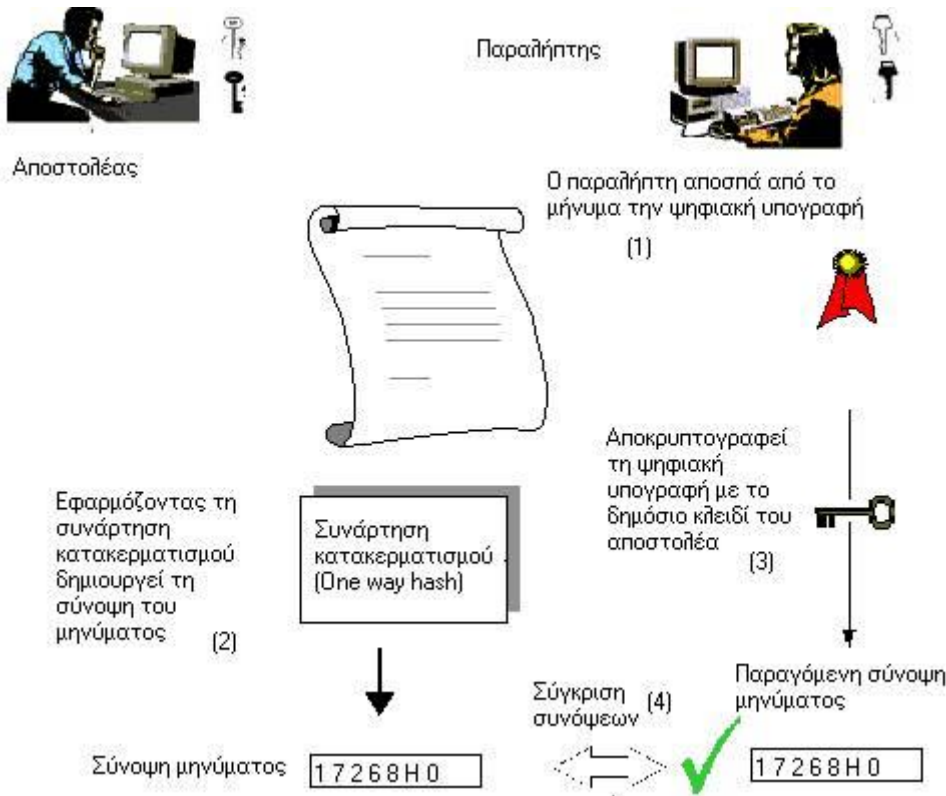 Παραλήπτης
Αποστολέας
Ο παραλήπτη αποσπά από το
μήνυμα την ψηφιακή υπογραφή
(1)
Αποκρυπτογραφεί
τη ψηφιακή
υπογραφή με το
δημόσιο κλειδί του
αποστολέα
(3)
Εφαρμόζοντας τη
συνάρτηση
κατακερματισμού
δημιουργεί τη
σύνοψη του
μηνύματος
(2)
Συνάρτηση
κατακερματισμού
(One way hash)
Παραγόμενη σύνοψη
μηνύματος
Σύγκριση
συνόψεων
(4)
Σύνοψη μηνύματος
17268H0
17268H0